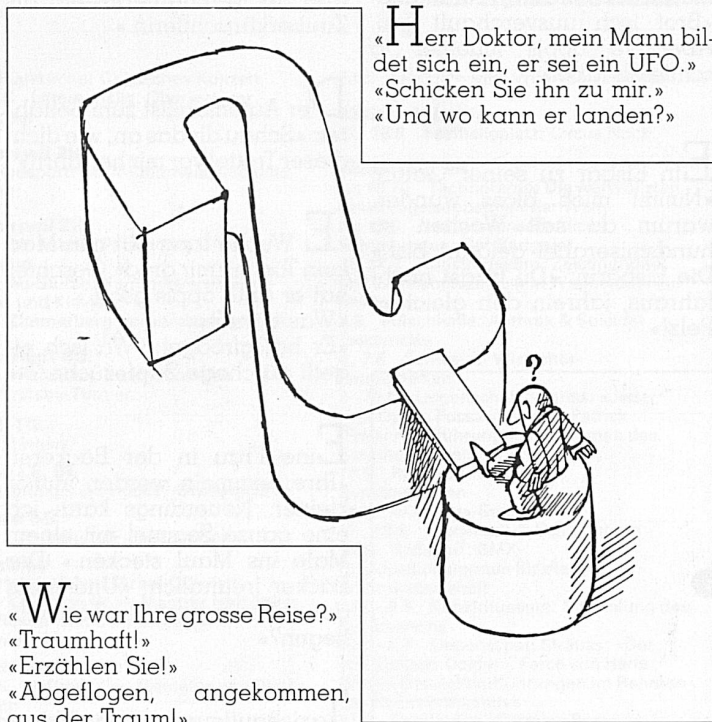 «Herr Doktor, mein Mann bil-
det sich ein, er sei ein UFO.»
«Schicken Sie ihn zu mir.»
«Und wo kann er landen?»
?
«Wie war Ihre grosse Reise?»
«Traumhaft!»
«Erzählen Sie!»
«Abgeflogen, angekommen,
aus der Traum!»